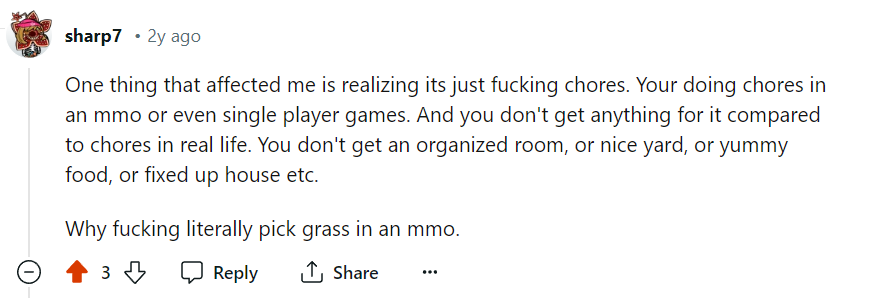 sharp7 • 2y ago
One thing that affected me is realizing its just fucking chores. Your doing chores in
an mmo or even single player games. And you don't get anything for it compared
to chores in real life. You don't get an organized room, or nice yard, or yummy
food, or fixed up house etc.
Why fucking literally pick grass in an mmo.
3 Reply Share ...